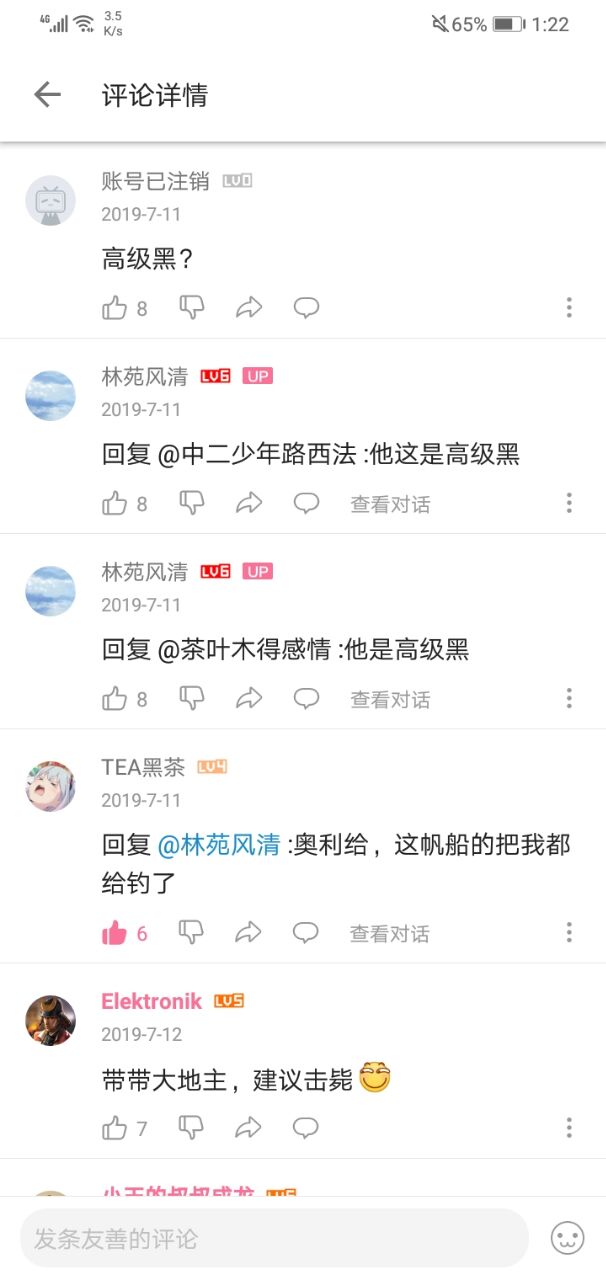 4G 3.5 K/s 65% 1:22
评论详情
账号已注销 LV0
2019-7-11
高级黑？
8
林苑风清 LV6 UP
2019-7-11
回复 @中二少年路西法 :他这是高级黑
8 查看对话
林苑风清 LV6 UP
2019-7-11
回复 @茶叶木得感情 :他是高级黑
8 查看对话
TEA黑茶 LV4
2019-7-11
回复 @林苑风清 :奥利给，这帆船的把我都
给钓了
6 查看对话
Elektronik LV5
2019-7-12
带带大地主，建议击毙
7
发条友善的评论